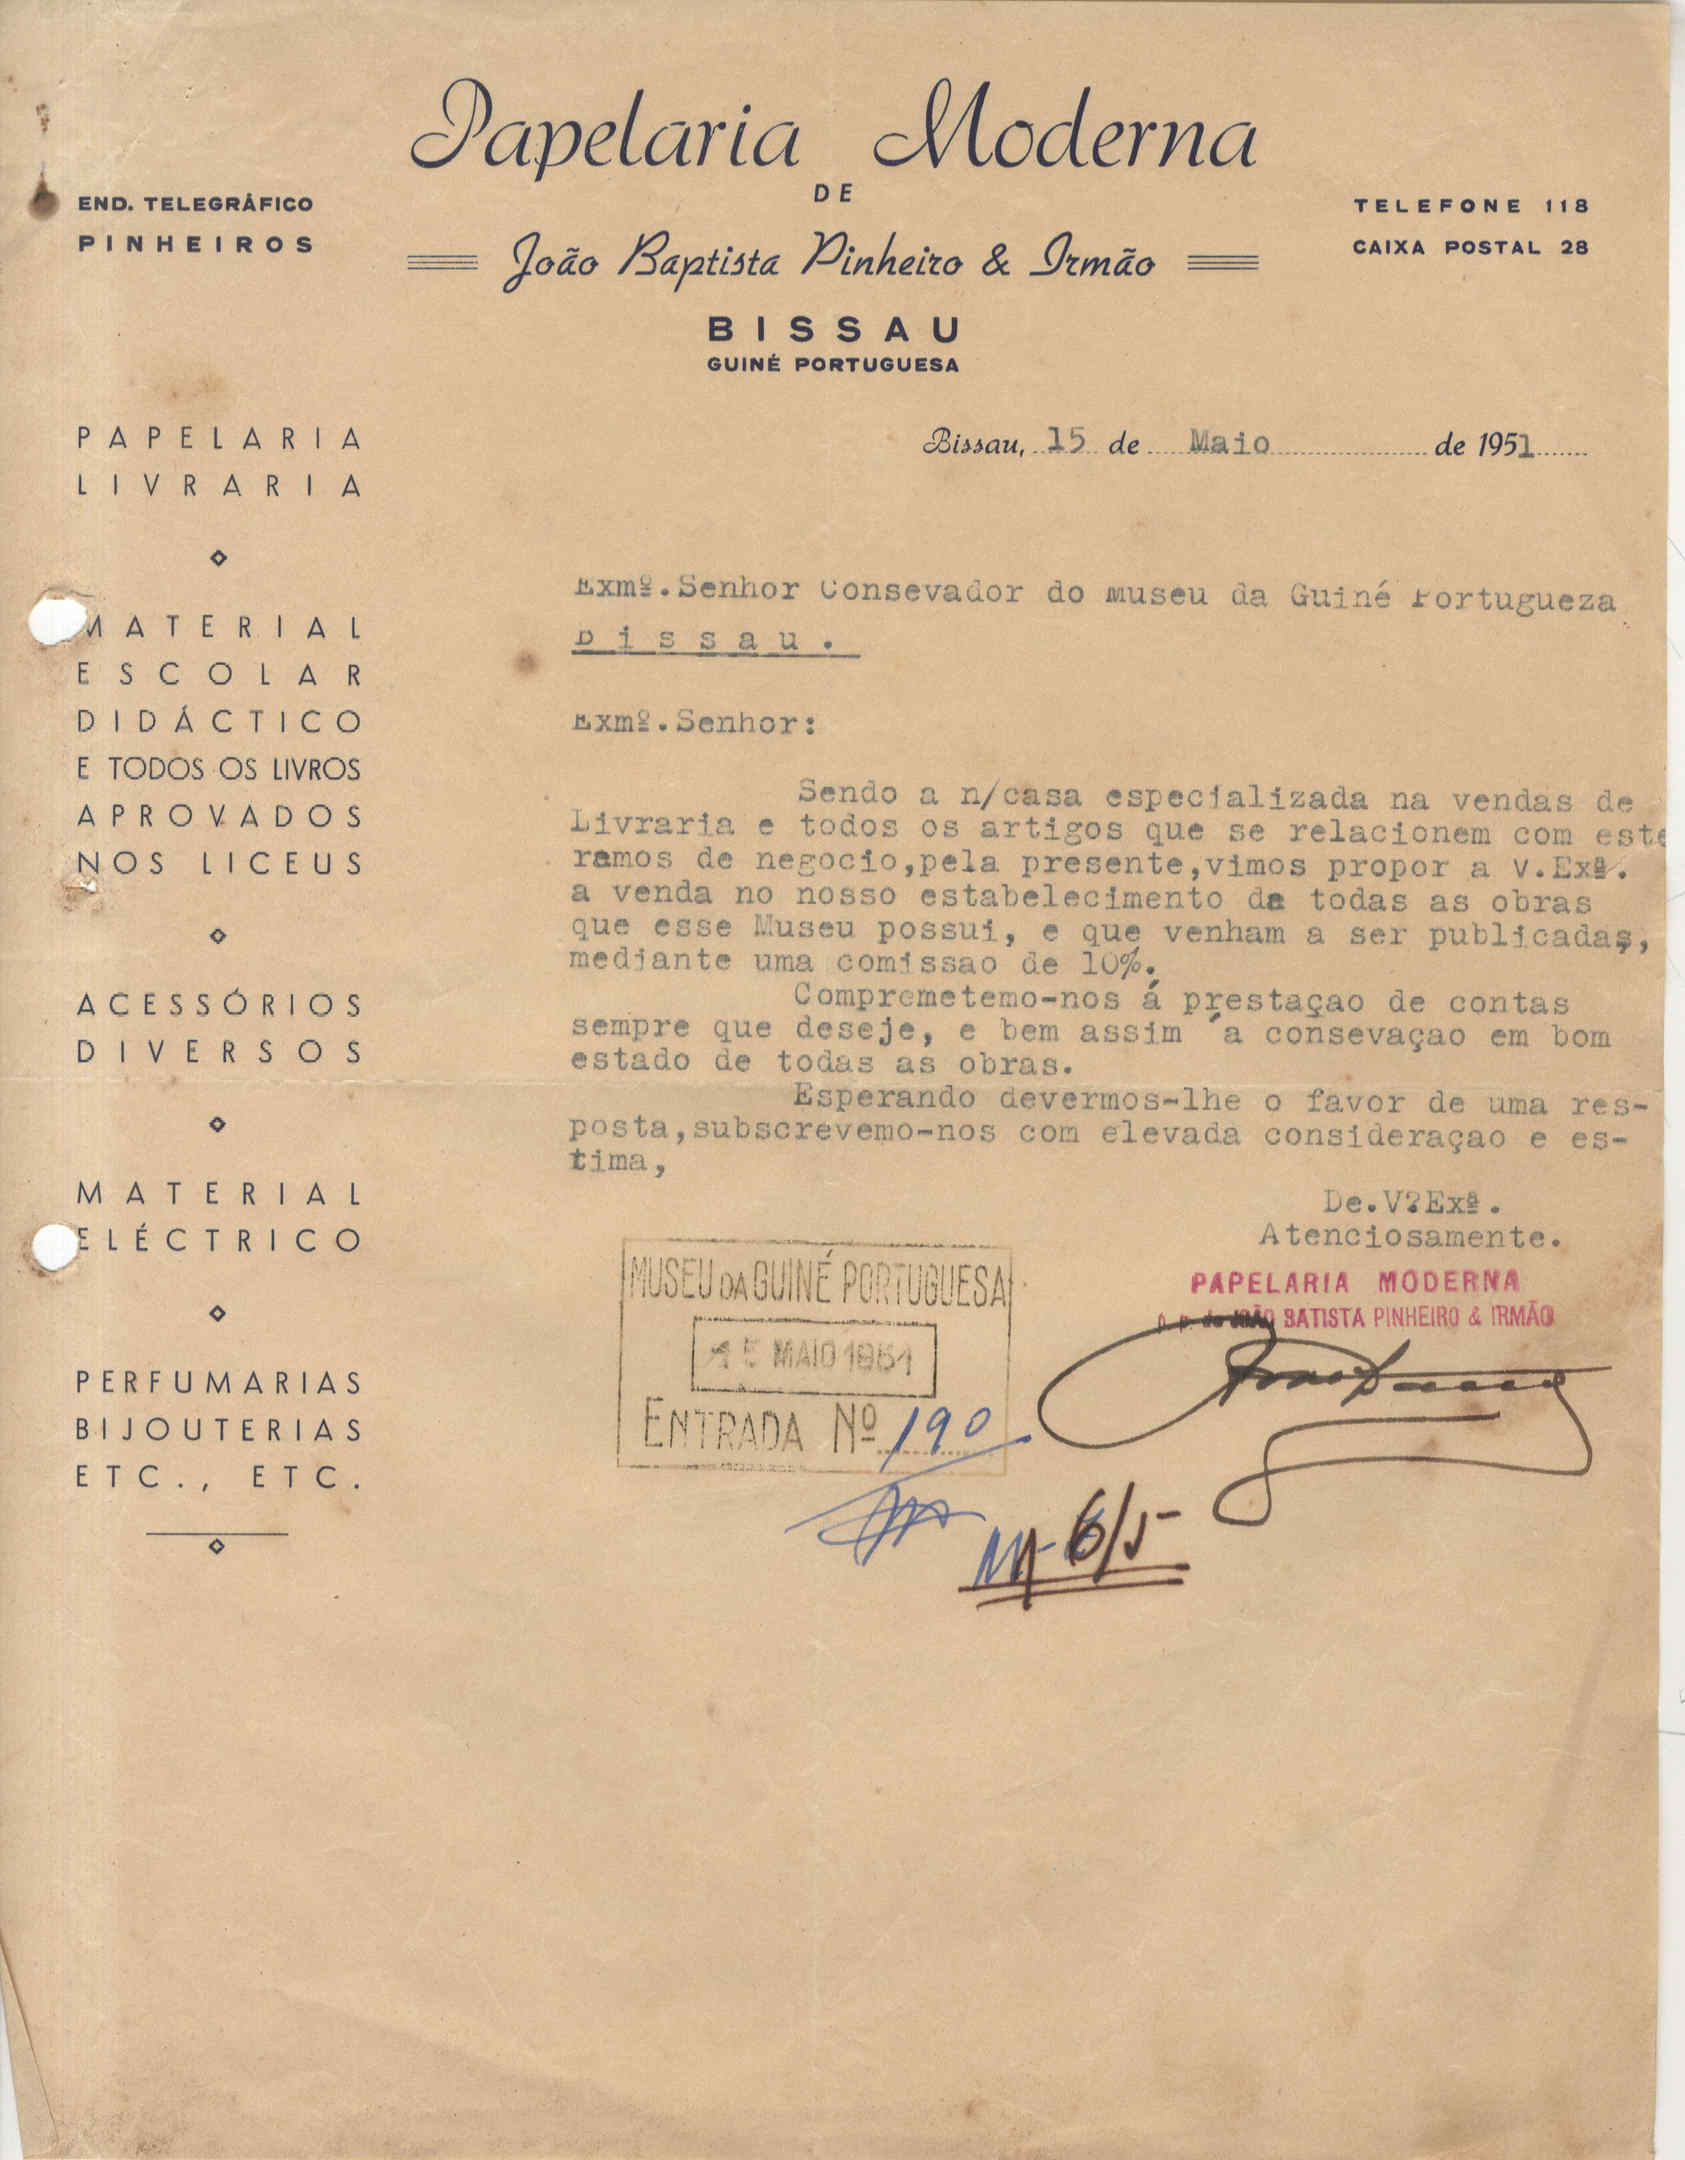 Papelaria Moderna
DE
João Baptista Pinheiro & Irmão
BISSAU
GUINÉ PORTUGUESA
END. TELEGRÁFICO
PINHEIROS
TELEFONE 118
CAIXA POSTAL 28
PAPELARIA
LIVRARIA
MATERIAL
ESCOLAR
DIDÁCTICO
E TODOS OS LIVROS
APROVADOS
NOS LICEUS
ACESSÓRIOS
DIVERSOS
MATERIAL
ELÉCTRICO
PERFUMARIAS
BIJOUTERIAS
ETC., ETC.
Bissau, 15 de Maio de 1951
Exmº.Senhor Consevador do Museu da Guiné Portugueza
Bissau.
Exmº.Senhor:
Sendo a n/casa especializada na vendas de
Livraria e todos os artigos que se relacionem com este
ramos de negocio,pela presente,vimos propor a V.Exª.
a venda no nosso estabelecimento de todas as obras
que esse Museu possui, e que venham a ser publicadas,
mediante uma comissao de 10%.
Comprometemo-nos á prestaçao de contas
sempre que deseje, e bem assim ´a consevaçao em bom
estado de todas as obras.
Esperando devermos-lhe o favor de uma res-
posta,subscrevemo-nos com elevada consideraçao e es-
tima,
De.V?Exª.
Atenciosamente.
PAPELARIA MODERNA
p. p. de JOÃO BATISTA PINHEIRO & IRMÃO
MUSEU DA GUINÉ PORTUGUESA
15 MAIO 1951
ENTRADA Nº 190
6/5